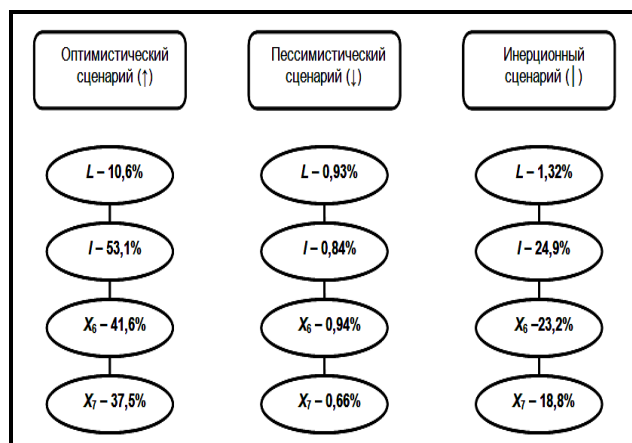 Оптимистический
сценарий (↑)
Пессимистический
сценарий (↓)
Инерционный
сценарий (│)
L – 10,6%
L – 0,93%
L – 1,32%
I – 53,1%
I – 0,84%
I – 24,9%
X6 – 41,6%
X6 – 0,94%
X6 –23,2%
X7 – 37,5%
X7 – 0,66%
X7 – 18,8%